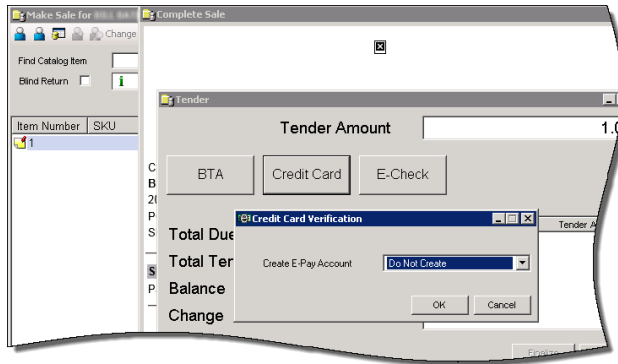 Make Sale for
Complete Sale
Change
Find Catalog Item
Blind Return
Tender
Tender Amount
1.0
Item Number SKU
1
BTA Credit Card E-Check
C
B
20
P
S
Credit Card Verification
Tender A
Total Due
Create E-Pay Account Do Not Create
Total Ter
S
P
Balance
OK Cancel
Change
Finalize